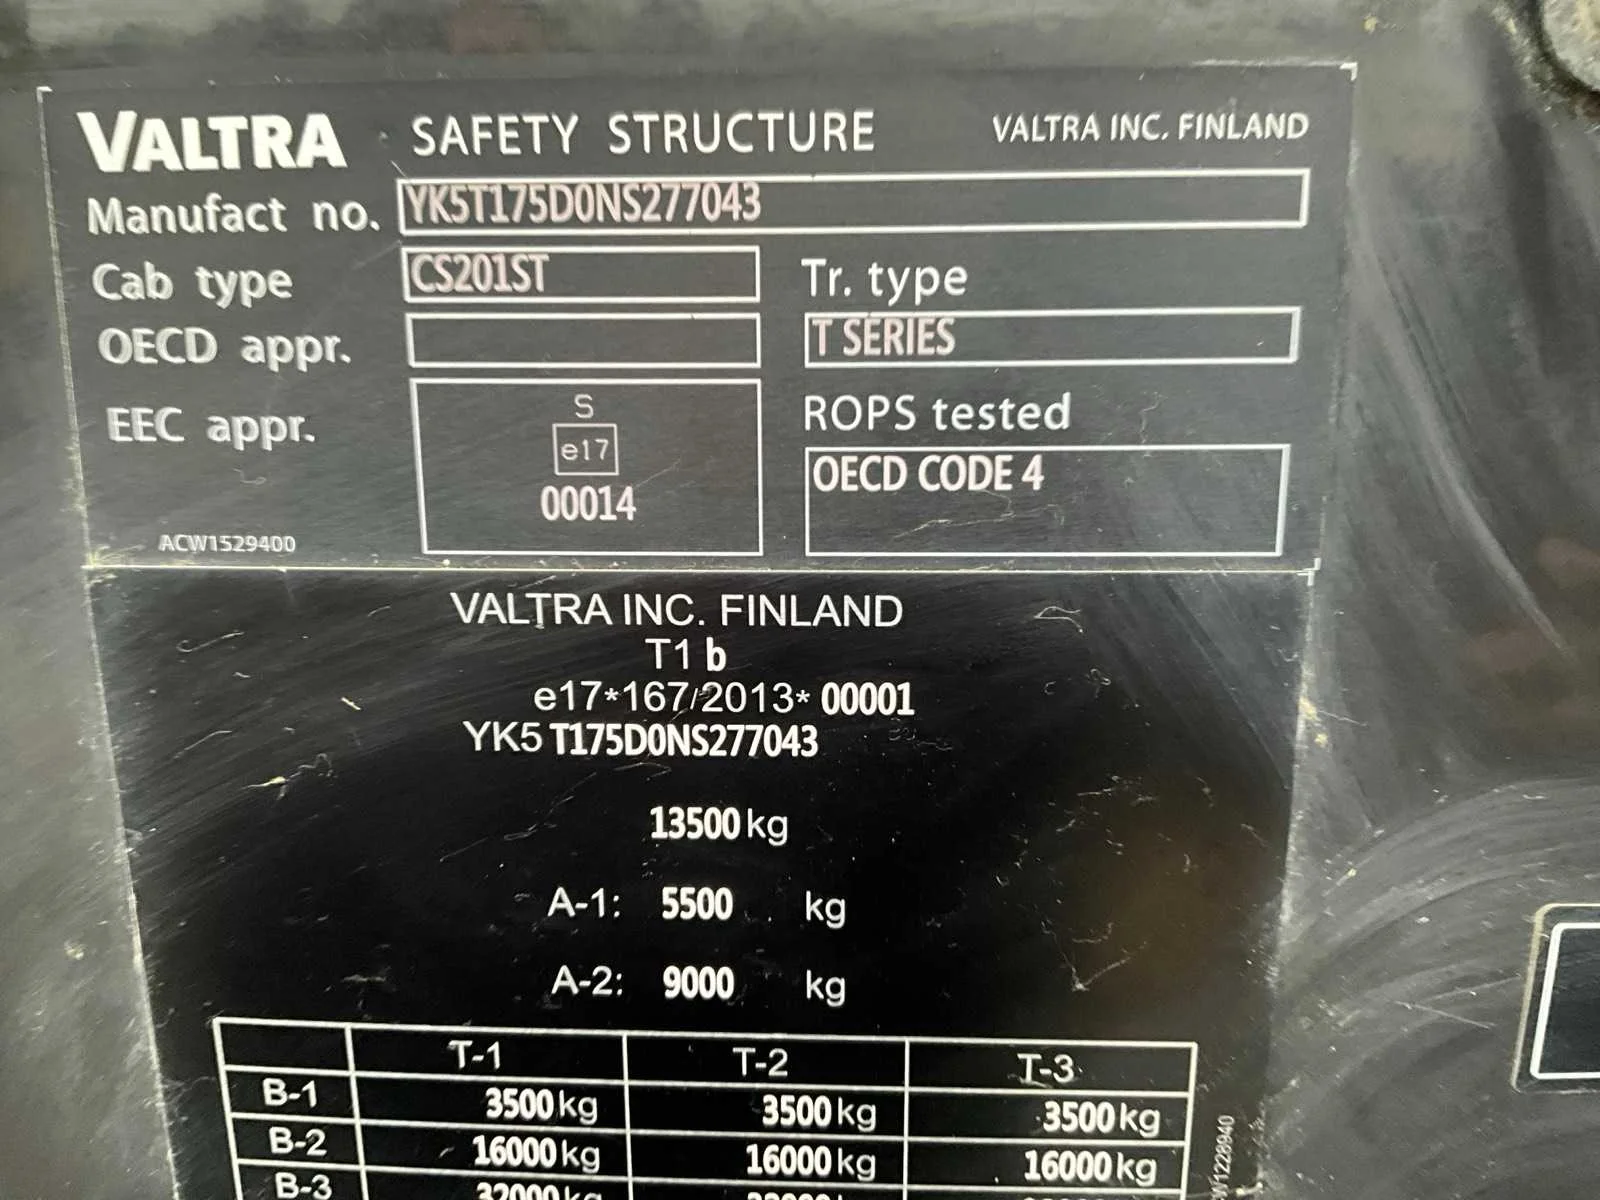 VALTRA SAFETY STRUCTURE VALTRA INC. FINLAND
Manufact no. YK5T175D0NS277043
Cab type CS201ST Tr. type
OECD appr. T SERIES
EEC appr. S ROPS tested
e17 OECD CODE 4
00014
ACW1529400
VALTRA INC. FINLAND
T1 b
e17*167/2013* 00001
YK5 T175D0NS277043
13500 kg
A-1: 5500 kg
A-2: 9000 kg
T-1 T-2 T-3
B-1 3500 kg 3500 kg 3500 kg
B-2 16000 kg 16000 kg 16000 kg
B-3 32000 kg